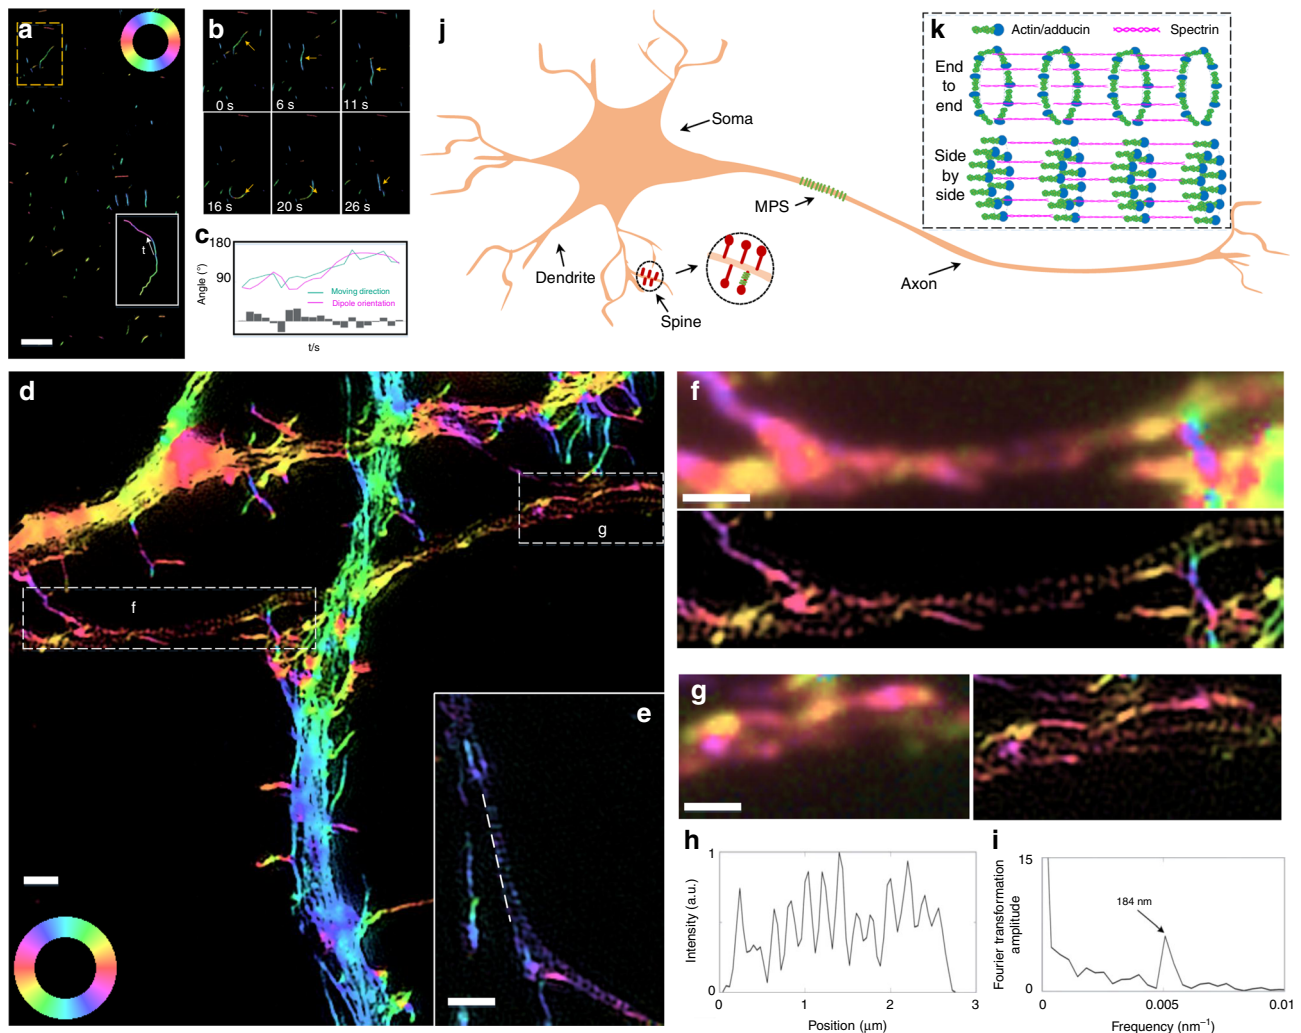 a
t
b
0 s
6 s
11 s
16 s
20 s
26 s
c
180
90
Angle (°)
Moving direction
Dipole orientation
t/s
j
Soma
MPS
Dendrite
Spine
Axon
k
Actin/adducin
Spectrin
End
to
end
Side
by
side
d
g
f
e
f
g
h
1
0
Intensity (a.u.)
0
1
2
3
Position (μm)
i
15
0
Fourier transformation
amplitude
184 nm
0
0.005
0.01
Frequency (nm⁻¹)